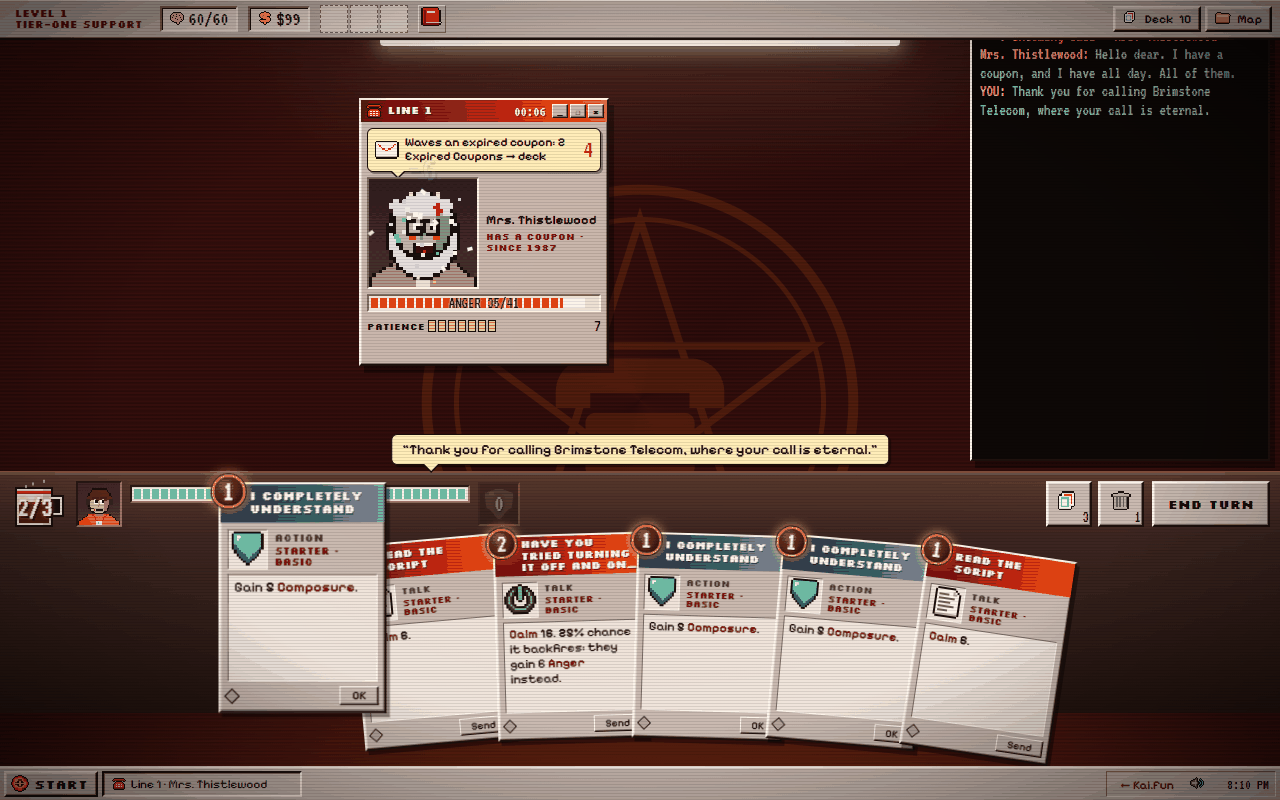 LEVEL 1
TIER-ONE SUPPORT
60/60
$99
Deck 10
Map
Mrs. Thistlewood: Hello dear. I have a
coupon, and I have all day. All of them.
YOU: Thank you for calling Brimstone
Telecom, where your call is eternal.
LINE 1
00:06
Waves an expired coupon: 2
Expired Coupons → deck
4
Mrs. Thistlewood
HAS A COUPON ·
SINCE 1987
ANGER 35/41
PATIENCE
7
"Thank you for calling Brimstone Telecom, where your call is eternal."
2/3
0
3
1
END TURN
1
I COMPLETELY
UNDERSTAND
ACTION
STARTER ·
BASIC
Gain 8 Composure.
OK
EAD THE
CRIPT
TALK
STARTER ·
BASIC
lm 6.
Send
2
HAVE YOU
TRIED TURNING
IT OFF AND ON…
TALK
STARTER ·
BASIC
Calm 16. 25% chance
it backfires: they
gain 6 Anger
instead.
Send
1
I COMPLETELY
UNDERSTAND
ACTION
STARTER ·
BASIC
Gain 8 Composure.
OK
1
I COMPLETELY
UNDERSTAND
ACTION
STARTER ·
BASIC
Gain 8 Composure.
OK
1
READ THE
SCRIPT
TALK
STARTER ·
BASIC
Calm 6.
Send
START
Line 1 · Mrs. Thistlewood
← Kai.Fun
8:10 PM